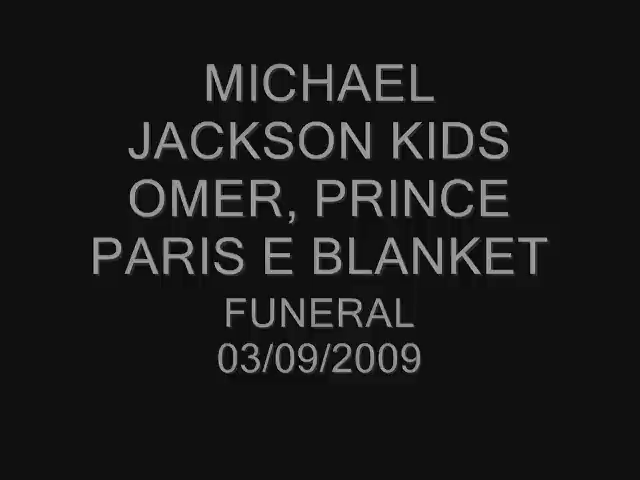 MICHAEL
JACKSON KIDS
OMER, PRINCE
PARIS E BLANKET
FUNERAL
03/09/2009